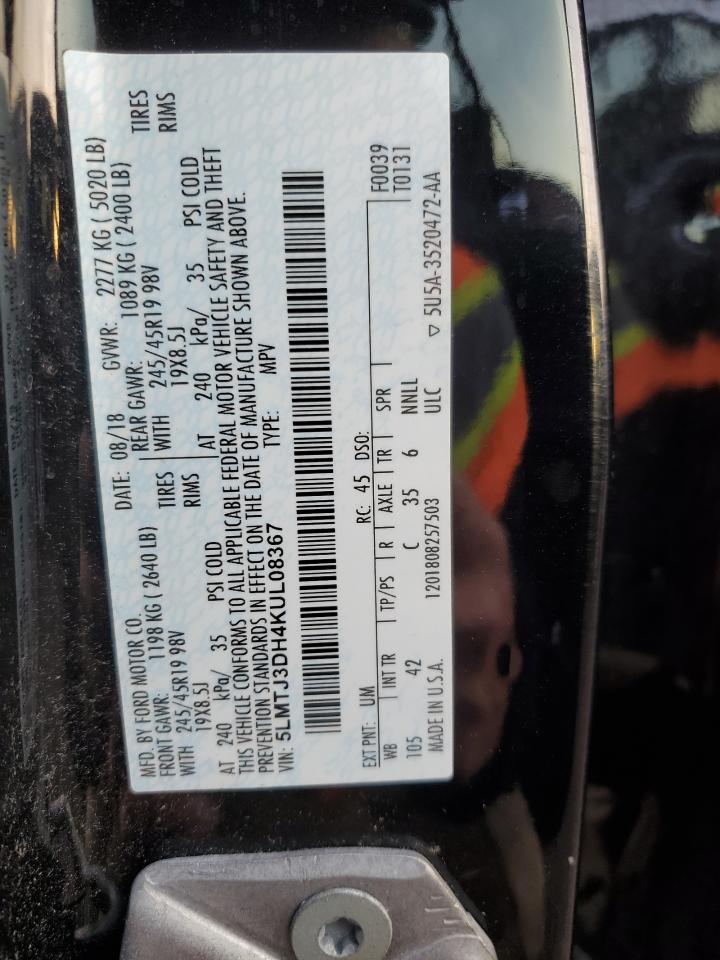 MFD. BY FORD MOTOR CO. DATE: 08/18 GVWR: 2277 KG ( 5020 LB)
FRONT GAWR: 1198 KG ( 2640 LB) REAR GAWR: 1089 KG ( 2400 LB)
WITH 245/45R19 98V TIRES WITH 245/45R19 98V TIRES
19X8.5J RIMS 19X8.5J RIMS
AT 240 kPa/ 35 PSI COLD AT 240 kPa/ 35 PSI COLD
THIS VEHICLE CONFORMS TO ALL APPLICABLE FEDERAL MOTOR VEHICLE SAFETY AND THEFT
PREVENTION STANDARDS IN EFFECT ON THE DATE OF MANUFACTURE SHOWN ABOVE.
VIN: 5LMTJ3DH4KUL08367 TYPE: MPV
EXT PNT: UM RC: 45 DSO: F0039
WB INT TR TP/PS R AXLE TR SPR T0131
105 42 C 35 6 NNLL
MADE IN U.S.A. 1201808257503 ULC ▽ 5U5A-3520472-AA